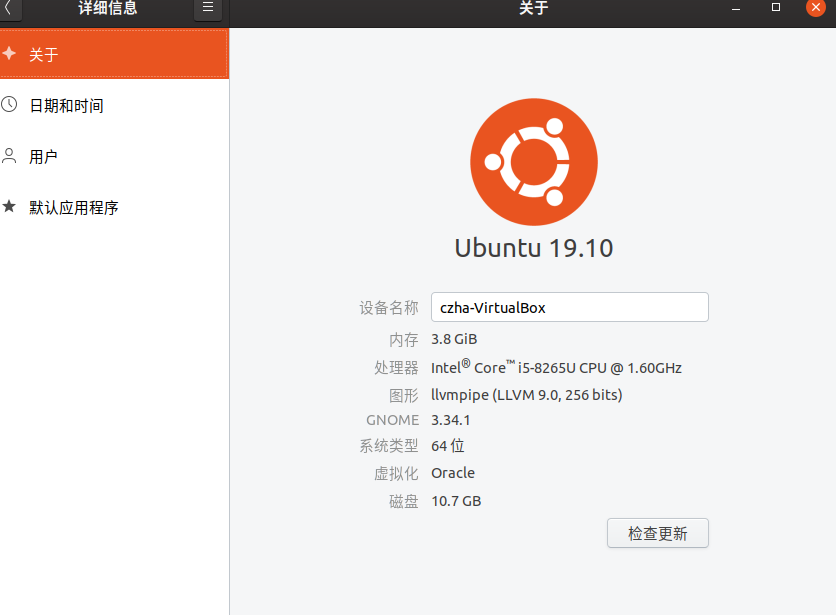 详细信息
关于
关于
日期和时间
用户
默认应用程序
Ubuntu 19.10
设备名称 czha-VirtualBox
内存 3.8 GiB
处理器 Intel® Core™ i5-8265U CPU @ 1.60GHz
图形 llvmpipe (LLVM 9.0, 256 bits)
GNOME 3.34.1
系统类型 64 位
虚拟化 Oracle
磁盘 10.7 GB
检查更新